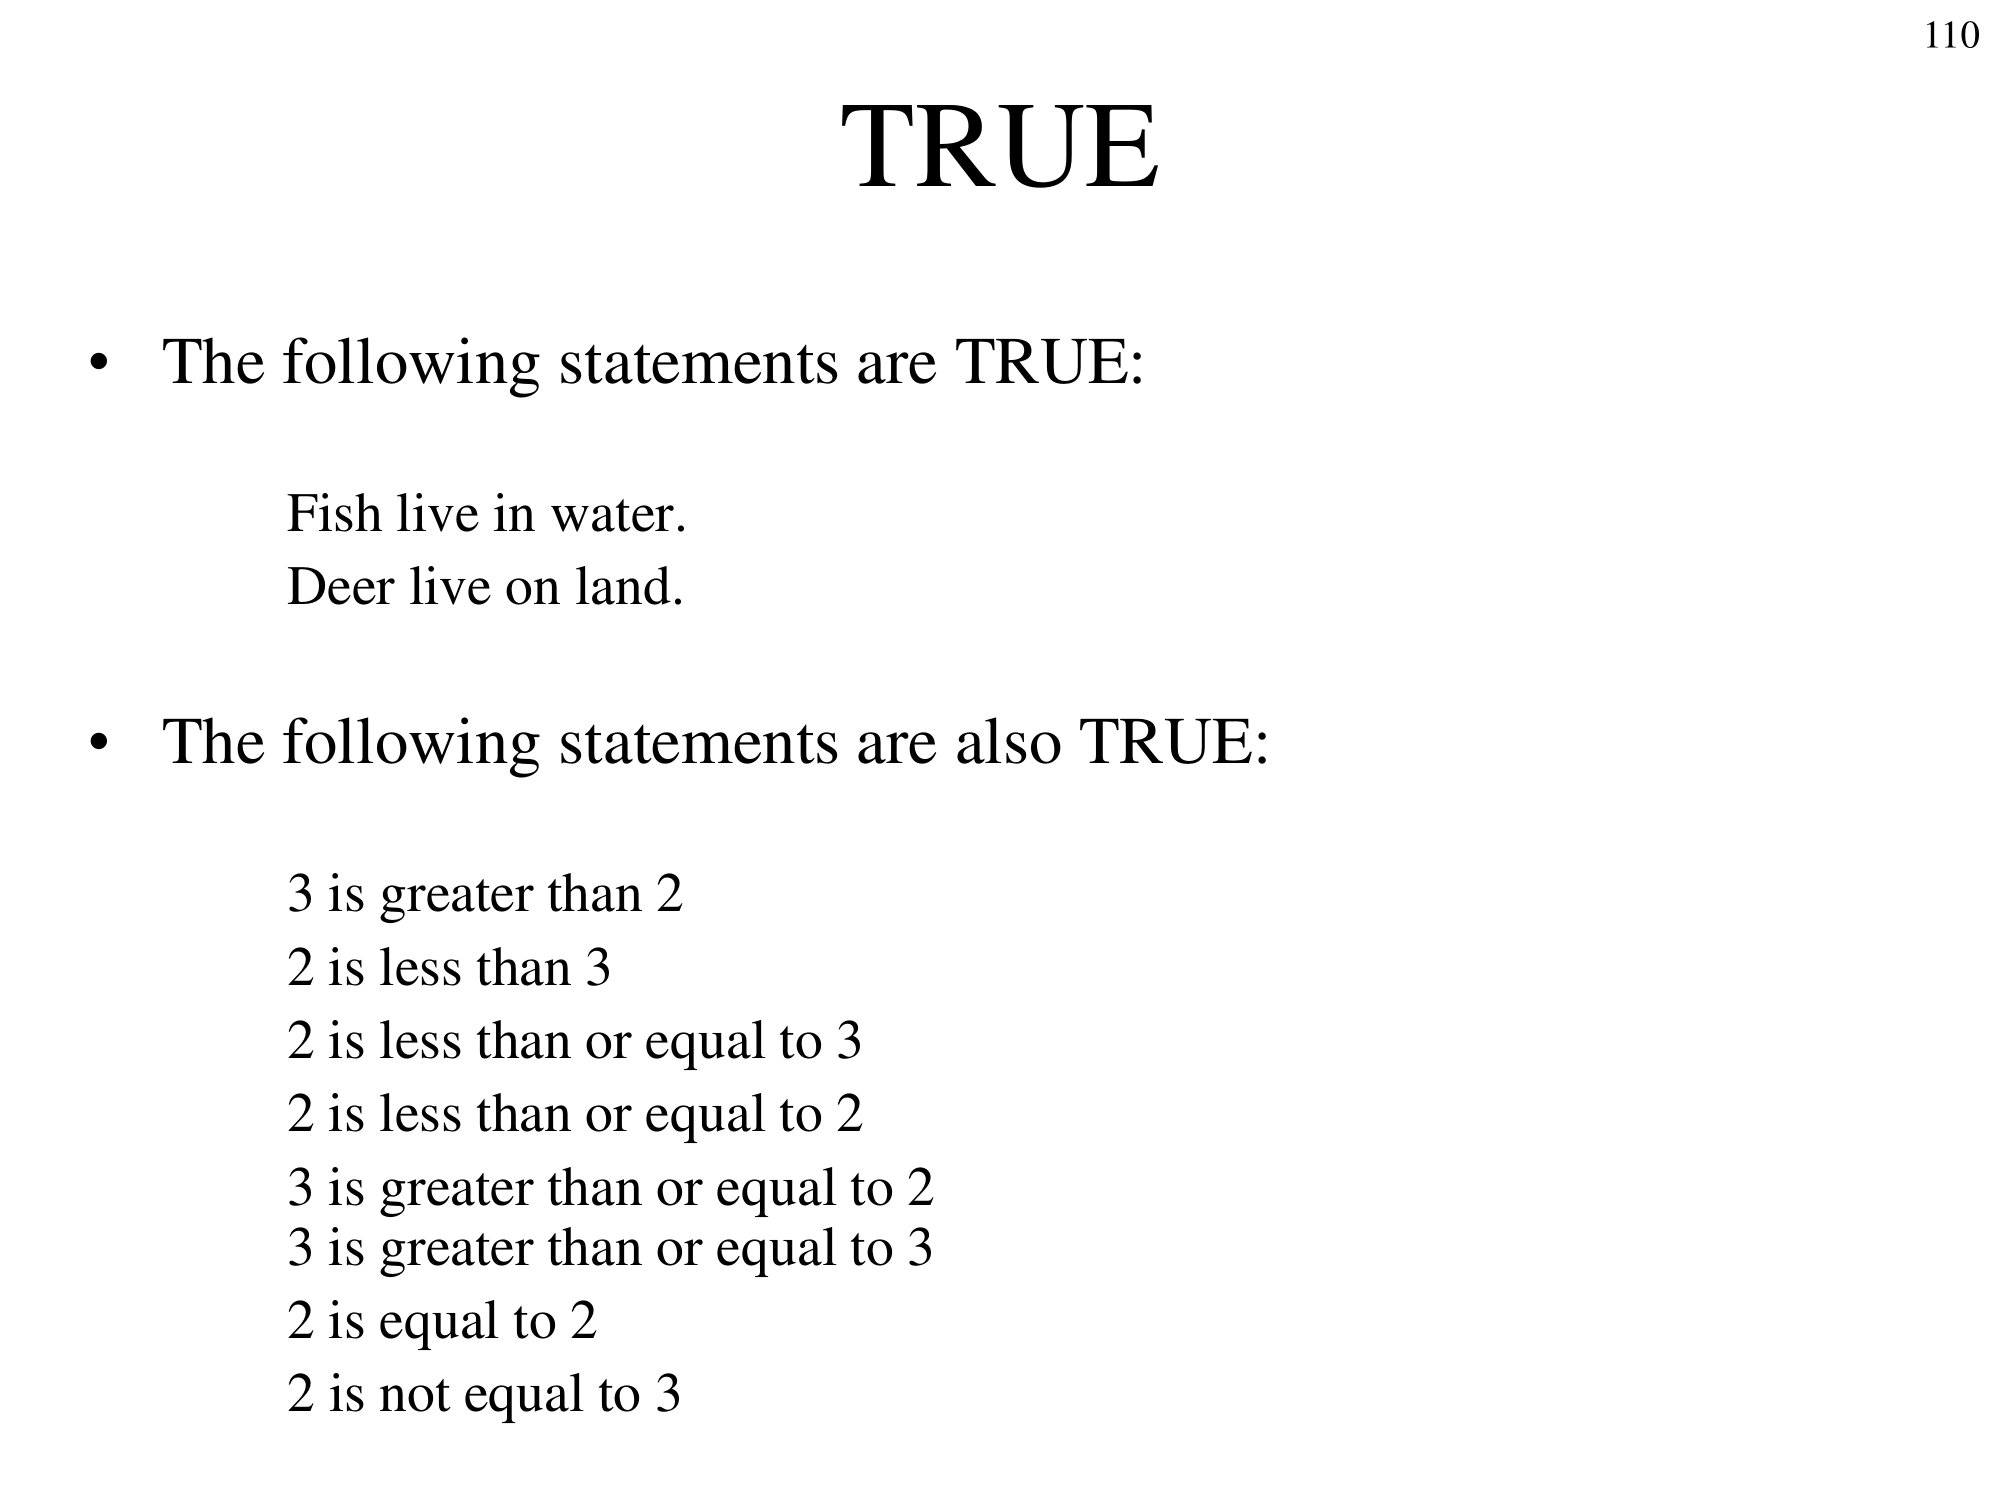 110
TRUE
• The following statements are TRUE:
Fish live in water.
Deer live on land.
• The following statements are also TRUE:
3 is greater than 2
2 is less than 3
2 is less than or equal to 3
2 is less than or equal to 2
3 is greater than or equal to 2
3 is greater than or equal to 3
2 is equal to 2
2 is not equal to 3